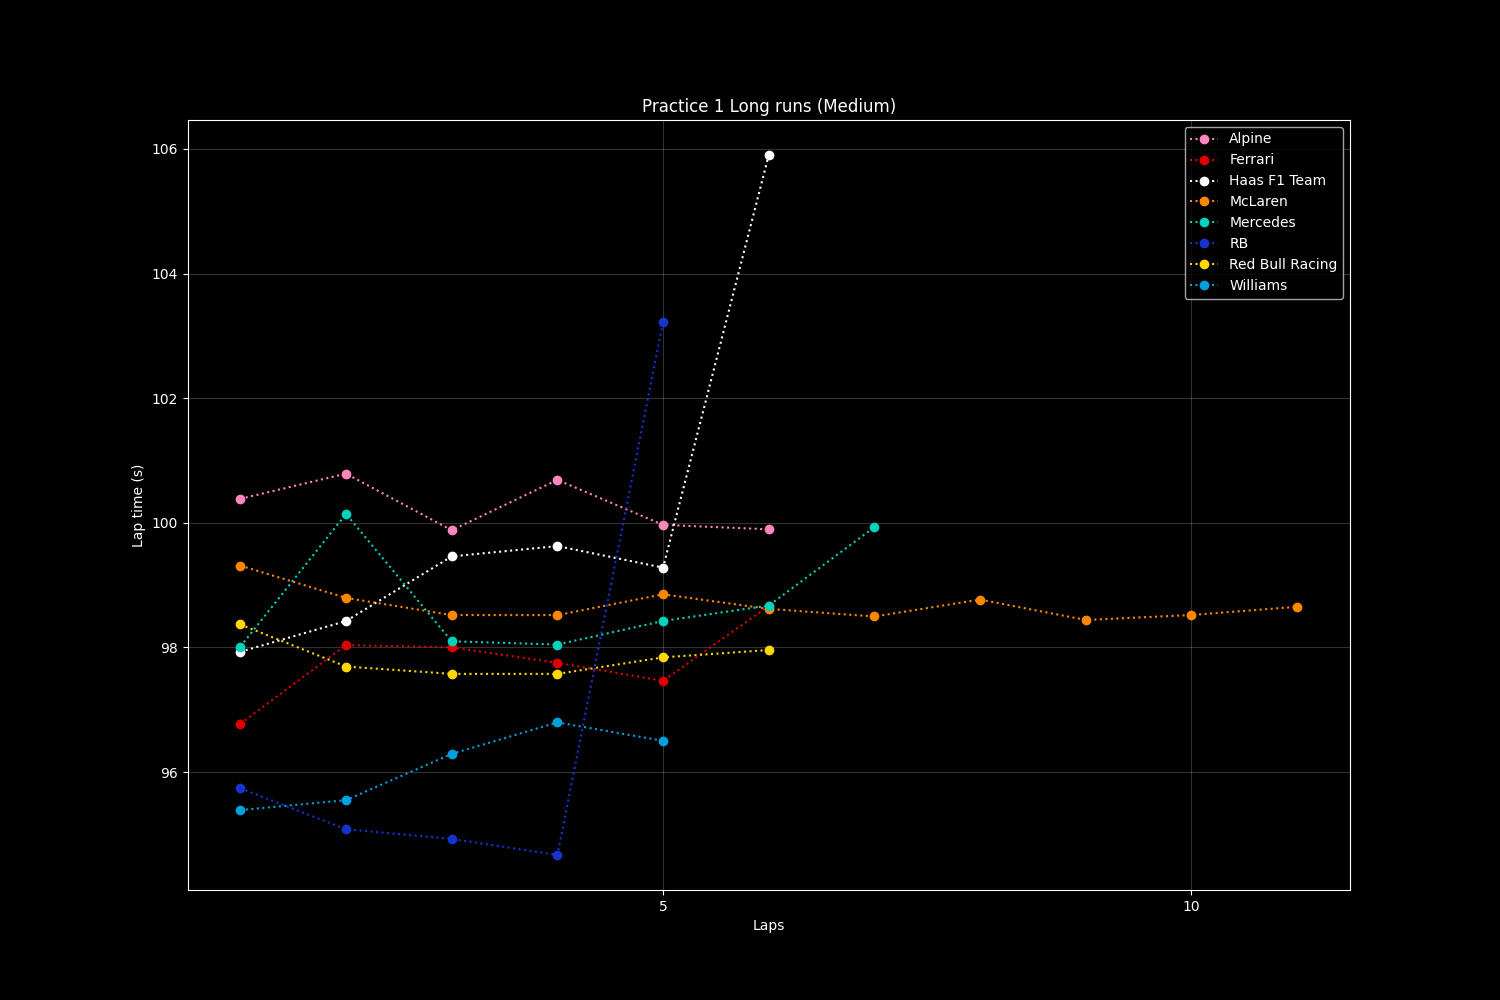 Practice 1 Long runs (Medium)
Alpine
Ferrari
Haas F1 Team
McLaren
Mercedes
RB
Red Bull Racing
Williams
106
104
102
100
98
96
Lap time (s)
5
10
Laps